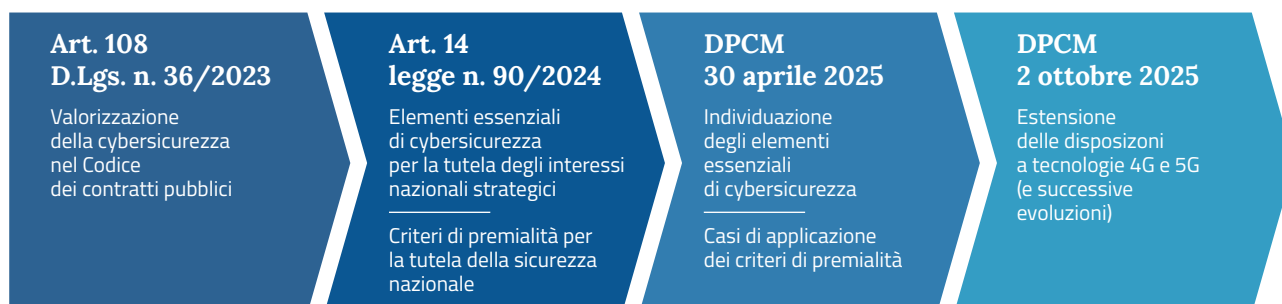 Art. 108
D.Lgs. n. 36/2023
Valorizzazione
della cybersicurezza
nel Codice
dei contratti pubblici
Art. 14
legge n. 90/2024
Elementi essenziali
di cybersicurezza
per la tutela degli interessi
nazionali strategici
Criteri di premialità per
la tutela della sicurezza
nazionale
DPCM
30 aprile 2025
Individuazione
degli elementi
essenziali
di cybersicurezza
Casi di applicazione
dei criteri di premialità
DPCM
2 ottobre 2025
Estensione
delle disposizoni
a tecnologie 4G e 5G
(e successive
evoluzioni)